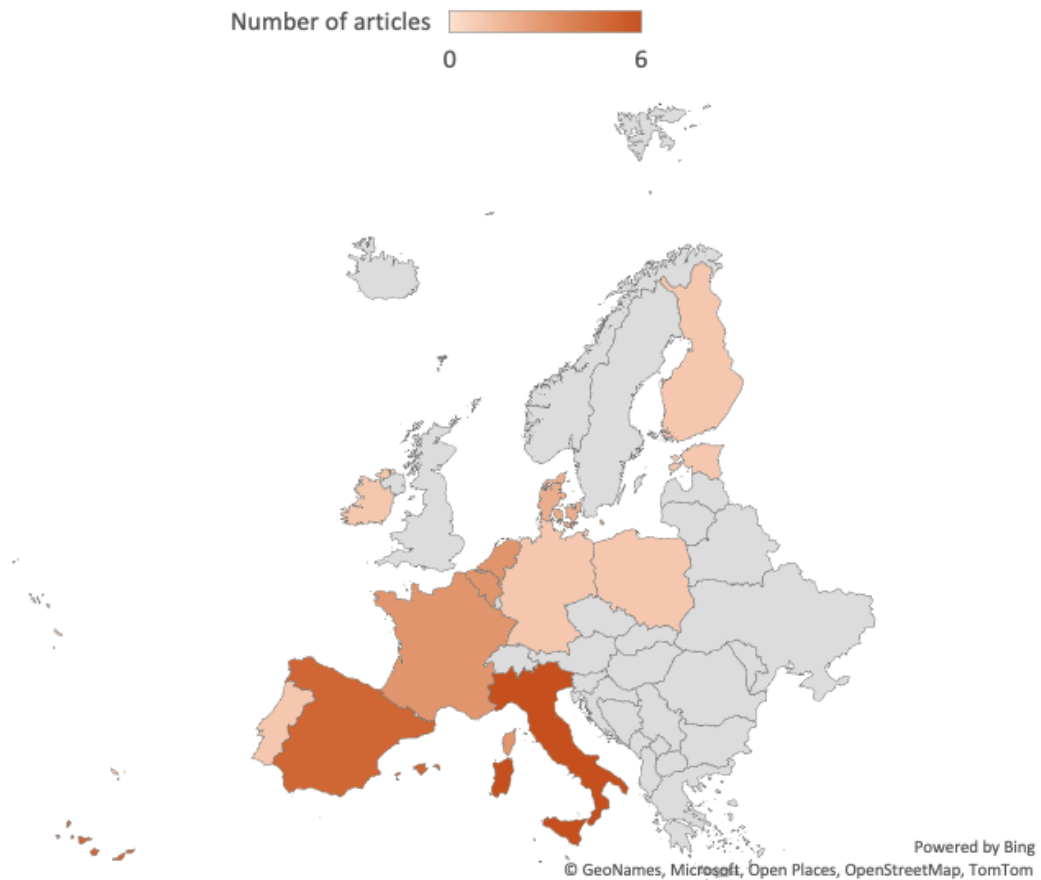 Number of articles
0 6
Powered by Bing
© GeoNames, Microsoft, Open Places, OpenStreetMap, TomTom